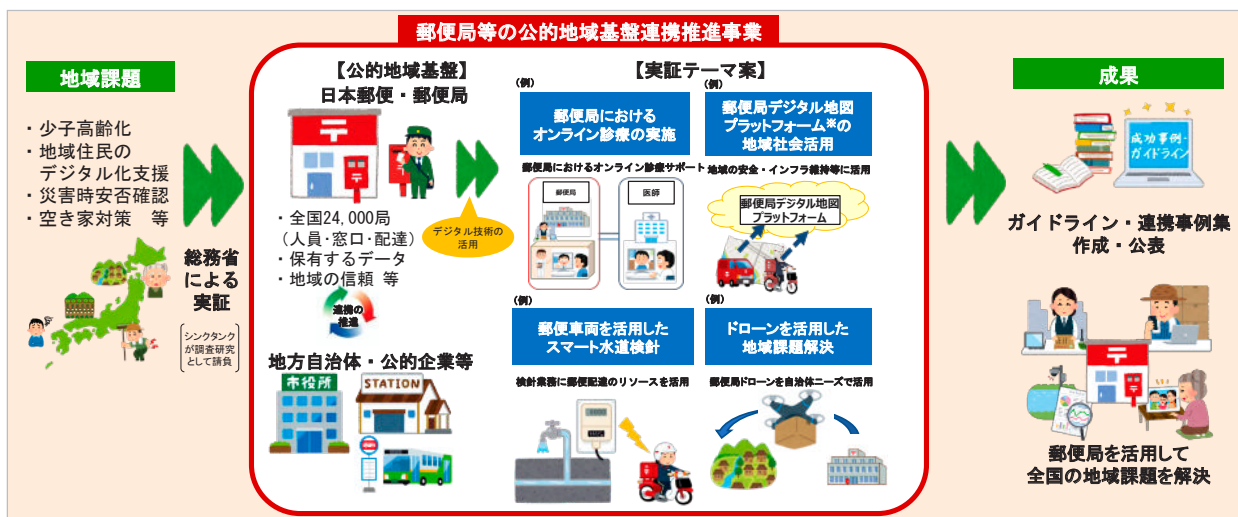 郵便局等の公的地域基盤連携推進事業
地域課題
・少子高齢化
・地域住民の
デジタル化支援
・災害時安否確認
・空き家対策 等
総務省
による
実証
シンクタンク
が調査研究
として請負
【公的地域基盤】
日本郵便・郵便局
・全国24,000局
(人員・窓口・配達)
・保有するデータ
・地域の信頼 等
連携の
推進
地方自治体・公的企業等
市役所
STATION
デジタル技術の
活用
【実証テーマ案】
(例)
郵便局における
オンライン診療の実施
郵便局におけるオンライン診療サポート
郵便局
医師
(例)
郵便局デジタル地図
プラットフォーム※の
地域社会活用
地域の安全・インフラ維持等に活用
郵便局デジタル地図
プラットフォーム
(例)
郵便車両を活用した
スマート水道検針
検針業務に郵便配達のリソースを活用
(例)
ドローンを活用した
地域課題解決
郵便局ドローンを自治体ニーズで活用
成果
成功事例・
ガイドライン
ガイドライン・連携事例集
作成・公表
郵便局を活用して
全国の地域課題を解決